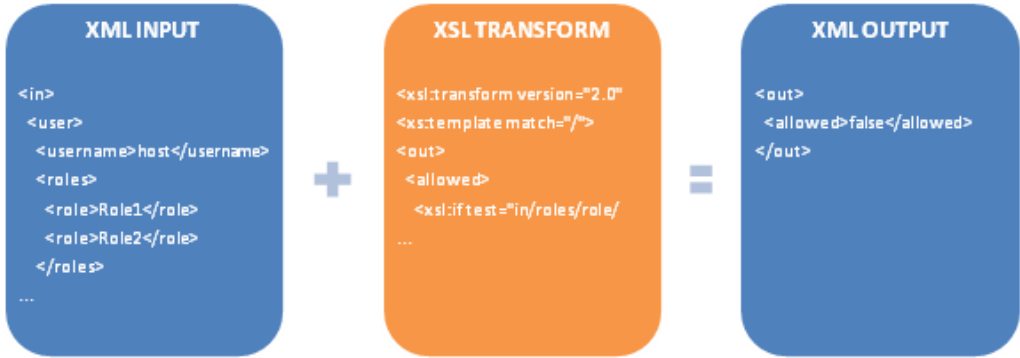 XML INPUT
<in>
<user>
<username>host</username>
<roles>
<role>Role1</role>
<role>Role2</role>
</roles>
...
+
XSL TRANSFORM
<xsl:transform version="2.0"
<xs:template match="/">
<out>
<allowed>
<xsl:if test="in/roles/role/
...
=
XML OUTPUT
<out>
<allowed>false</allowed>
</out>